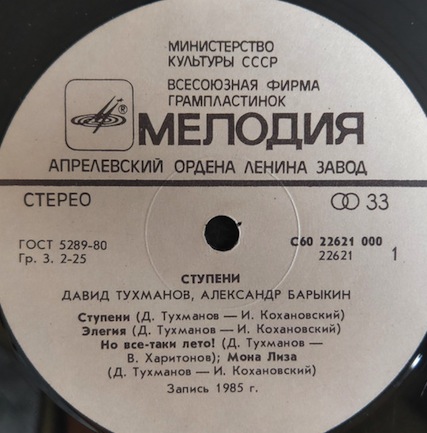 МИНИСТЕРСТВО
КУЛЬТУРЫ СССР
ВСЕСОЮЗНАЯ ФИРМА
ГРАМПЛАСТИНОК
® МЕЛОДИЯ
АПРЕЛЕВСКИЙ ОРДЕНА ЛЕНИНА ЗАВОД
СТЕРЕО 33
ГОСТ 5289-80 С60 22621 000
Гр. 3. 2-25 22621 1
СТУПЕНИ
ДАВИД ТУХМАНОВ, АЛЕКСАНДР БАРЫКИН
Ступени (Д. Тухманов — И. Кохановский)
Элегия (Д. Тухманов — И. Кохановский)
Но все-таки лето! (Д. Тухманов —
В. Харитонов); Мона Лиза
(Д. Тухманов — И. Кохановский)
Запись 1985 г.